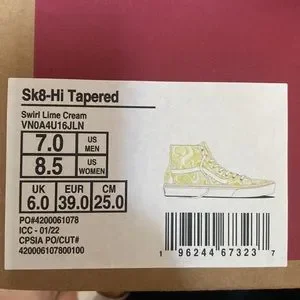 Sk8-Hi Tapered
Swirl Lime Cream
VN0A4U16JLN
7.0 US MEN
8.5 US WOMEN
UK EUR CM
6.0 39.0 25.0
PO#4200061078
ICC - 01/22
CPSIA PO/CUT#
420006107800100
1 96244 67323 7